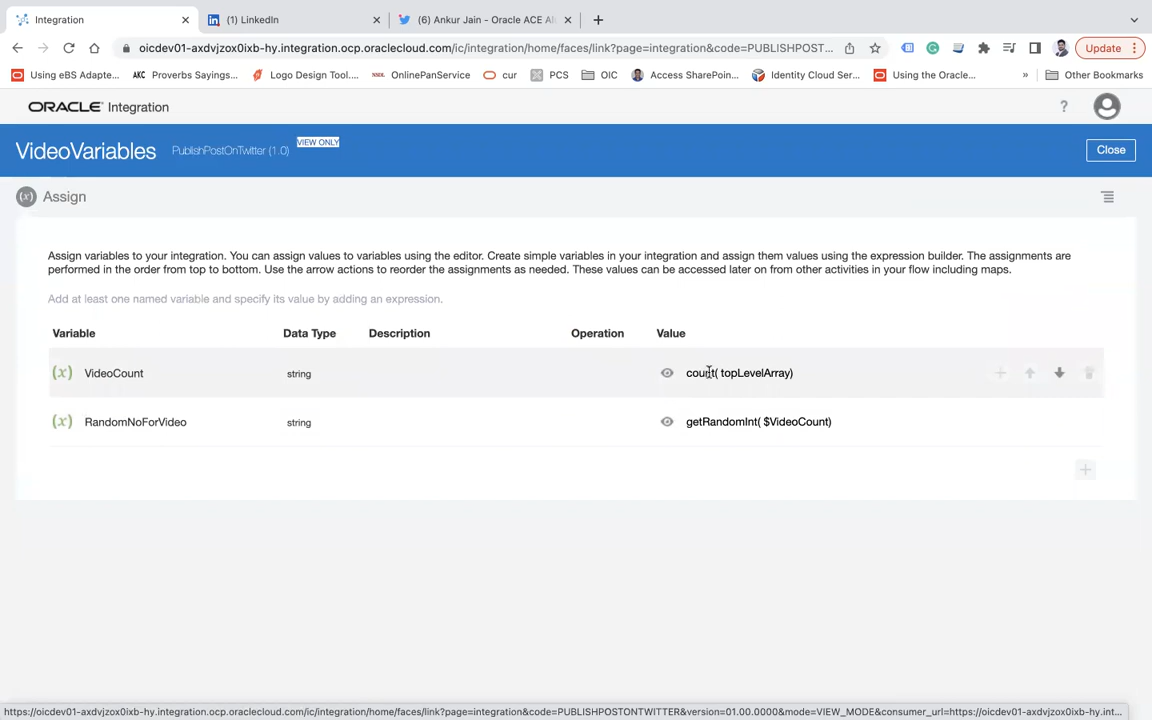 Integration
(1) LinkedIn
(6) Ankur Jain - Oracle ACE Al
oicdev01-axdvjzox0ixb-hy.integration.ocp.oraclecloud.com/ic/integration/home/faces/link?page=integration&code=PUBLISHPOST...
Update
Using eBS Adapte...
AKC Proverbs Sayings...
Logo Design Tool....
OnlinePanService
cur
PCS
OIC
Access SharePoin...
Identity Cloud Ser...
Using the Oracle...
»
Other Bookmarks
ORACLE Integration
?
VideoVariables PublishPostOnTwitter (1.0) VIEW ONLY
Close
(x) Assign
Assign variables to your integration. You can assign values to variables using the editor. Create simple variables in your integration and assign them values using the expression builder. The assignments are
performed in the order from top to bottom. Use the arrow actions to reorder the assignments as needed. These values can be accessed later on from other activities in your flow including maps.
Add at least one named variable and specify its value by adding an expression.
Variable Data Type Description Operation Value
(x) VideoCount string count( topLevelArray)
(x) RandomNoForVideo string getRandomInt( $VideoCount)
https://oicdev01-axdvjzox0ixb-hy.integration.ocp.oraclecloud.com/ic/integration/home/faces/link?page=integration&code=PUBLISHPOSTONTWITTER&version=01.00.0000&mode=VIEW_MODE&consumer_url=https://oicdev01-axdvjzox0ixb-hy.int...